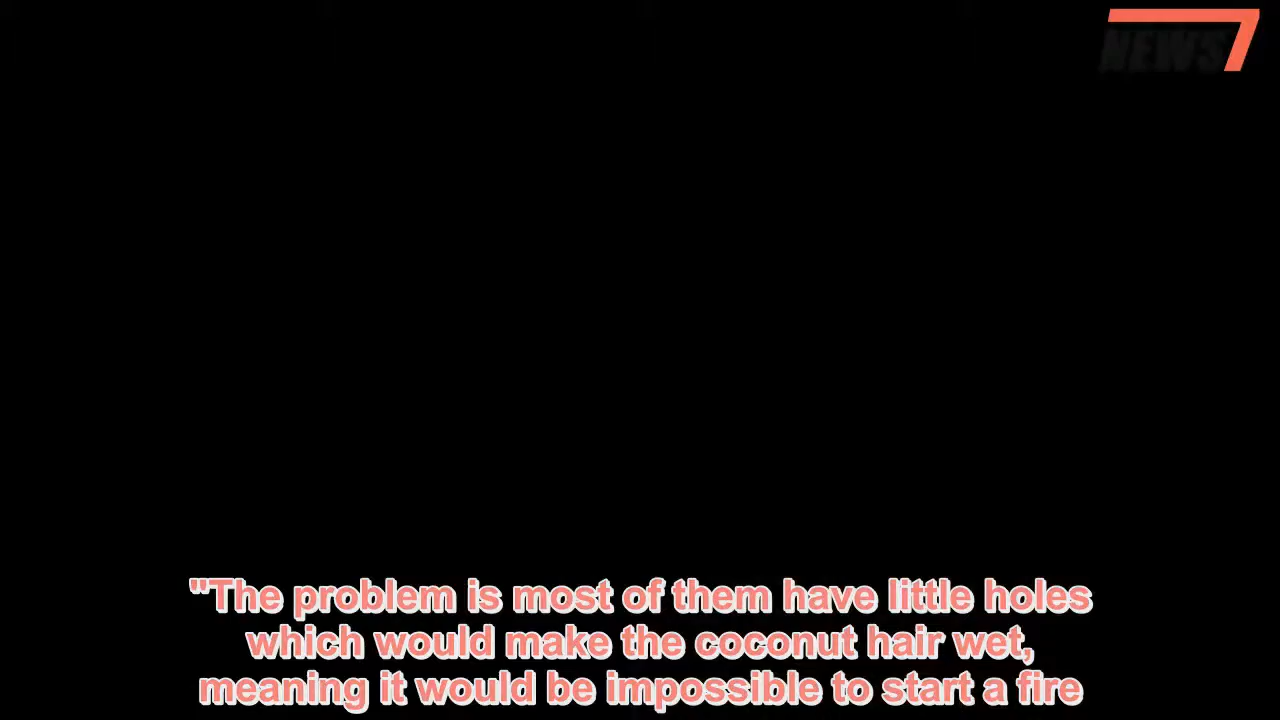 NEWS7
"The problem is most of them have little holes
which would make the coconut hair wet,
meaning it would be impossible to start a fire